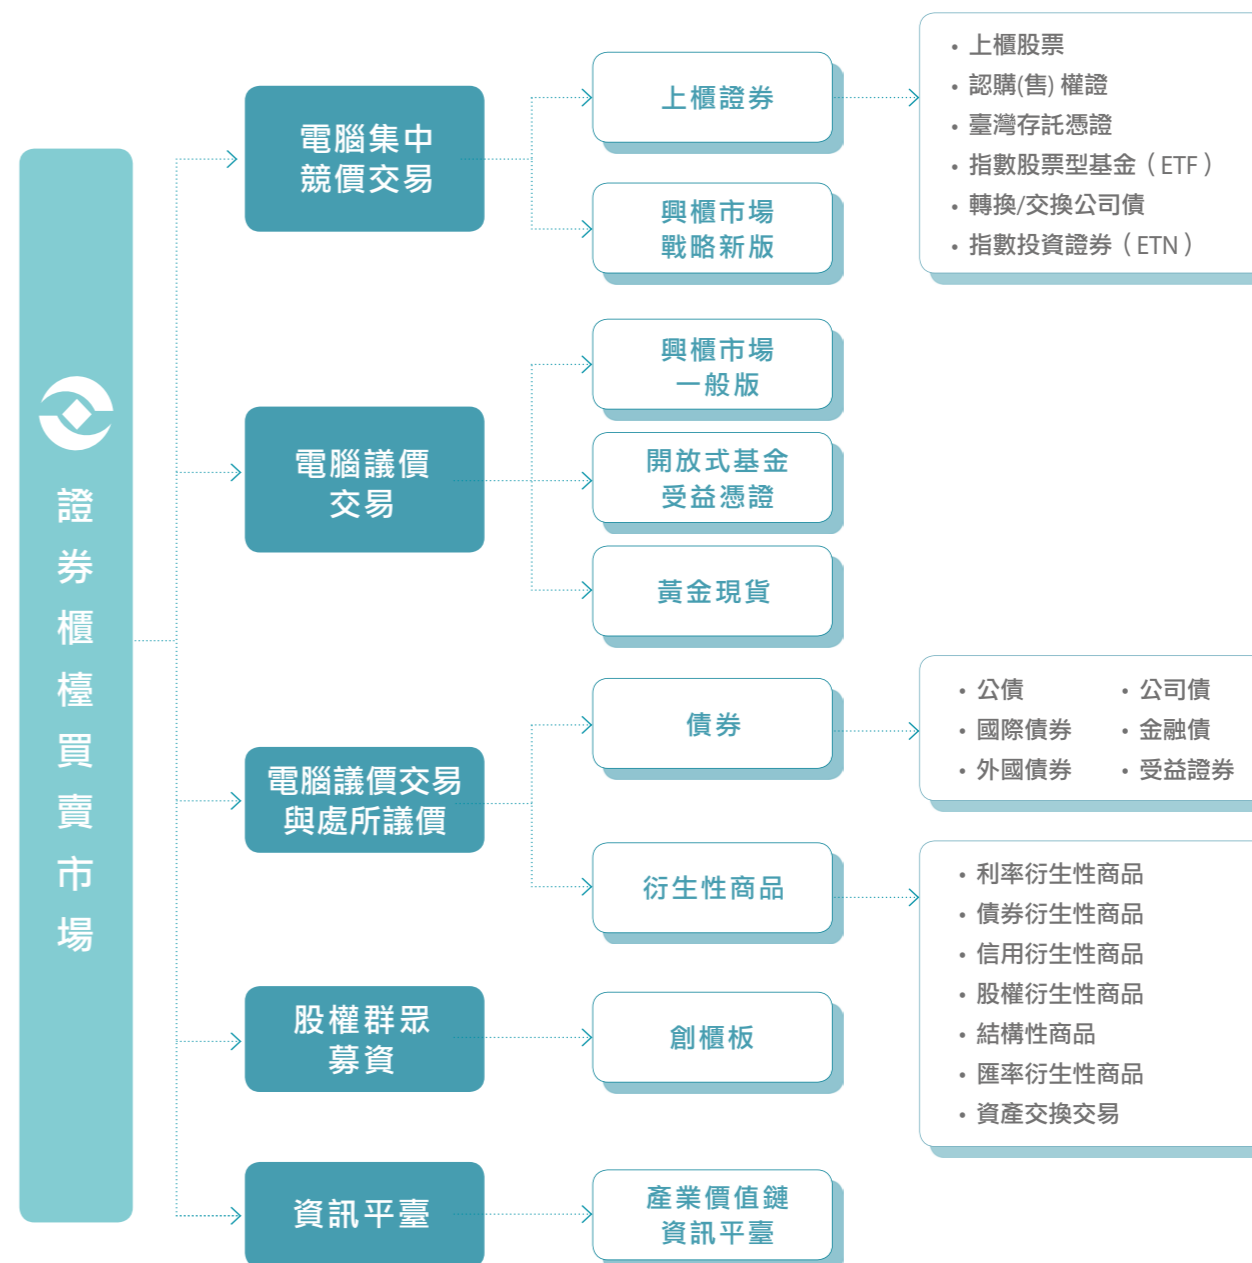 證券櫃檯買賣市場
電腦集中
競價交易
上櫃證券
• 上櫃股票
• 認購(售) 權證
• 臺灣存託憑證
• 指數股票型基金（ETF）
• 轉換/交換公司債
• 指數投資證券（ETN）
興櫃市場
戰略新版
電腦議價
交易
興櫃市場
一般版
開放式基金
受益憑證
黃金現貨
電腦議價交易
與處所議價
債券
• 公債
• 公司債
• 國際債券
• 金融債
• 外國債券
• 受益證券
衍生性商品
• 利率衍生性商品
• 債券衍生性商品
• 信用衍生性商品
• 股權衍生性商品
• 結構性商品
• 匯率衍生性商品
• 資產交換交易
股權群眾
募資
創櫃板
資訊平臺
產業價值鏈
資訊平臺